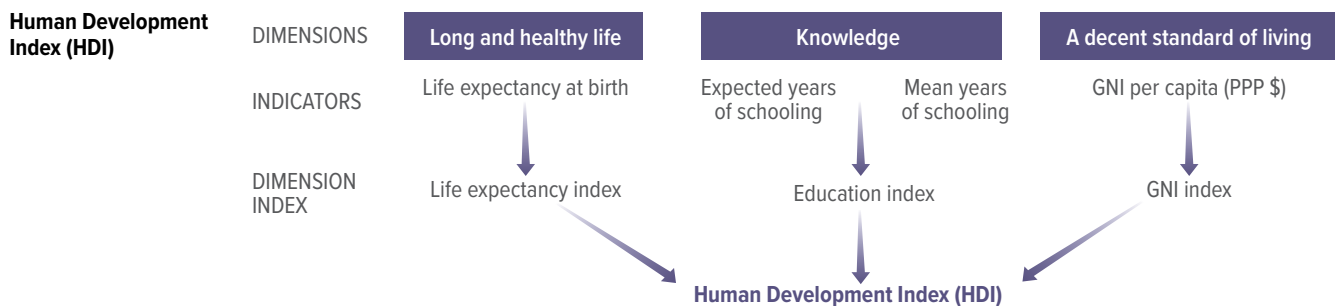 Human Development
Index (HDI)
DIMENSIONS
Long and healthy life
Knowledge
A decent standard of living
INDICATORS
Life expectancy at birth
Expected years
of schooling
Mean years
of schooling
GNI per capita (PPP $)
DIMENSION
INDEX
Life expectancy index
Education index
GNI index
Human Development Index (HDI)